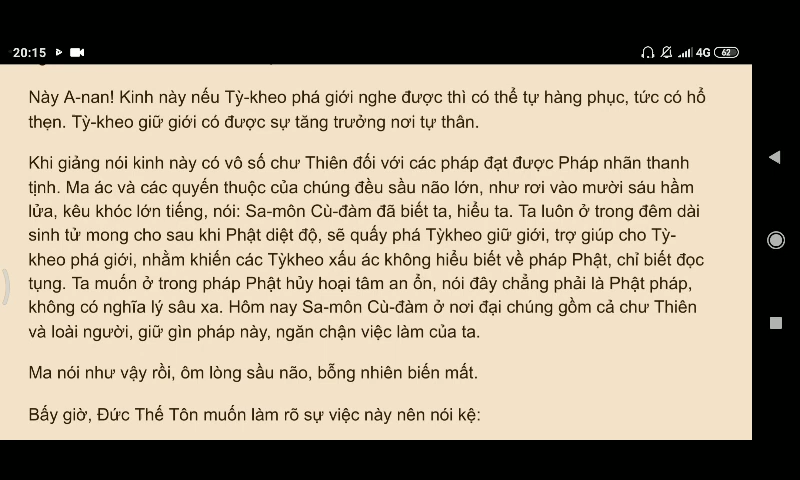 20:15
4G 62
Này A-nan! Kinh này nếu Tỳ-kheo phá giới nghe được thì có thể tự hàng phục, tức có hổ
thẹn. Tỳ-kheo giữ giới có được sự tăng trưởng nơi tự thân.
Khi giảng nói kinh này có vô số chư Thiên đối với các pháp đạt được Pháp nhãn thanh
tịnh. Ma ác và các quyến thuộc của chúng đều sầu não lớn, như rơi vào mười sáu hầm
lửa, kêu khóc lớn tiếng, nói: Sa-môn Cù-đàm đã biết ta, hiểu ta. Ta luôn ở trong đêm dài
sinh tử mong cho sau khi Phật diệt độ, sẽ quấy phá Tỳkheo giữ giới, trợ giúp cho Tỳ-
kheo phá giới, nhằm khiến các Tỳkheo xấu ác không hiểu biết về pháp Phật, chỉ biết đọc
tụng. Ta muốn ở trong pháp Phật hủy hoại tâm an ổn, nói đây chẳng phải là Phật pháp,
không có nghĩa lý sâu xa. Hôm nay Sa-môn Cù-đàm ở nơi đại chúng gồm cả chư Thiên
và loài người, giữ gìn pháp này, ngăn chận việc làm của ta.
Ma nói như vậy rồi, ôm lòng sầu não, bỗng nhiên biến mất.
Bấy giờ, Đức Thế Tôn muốn làm rõ sự việc này nên nói kệ: